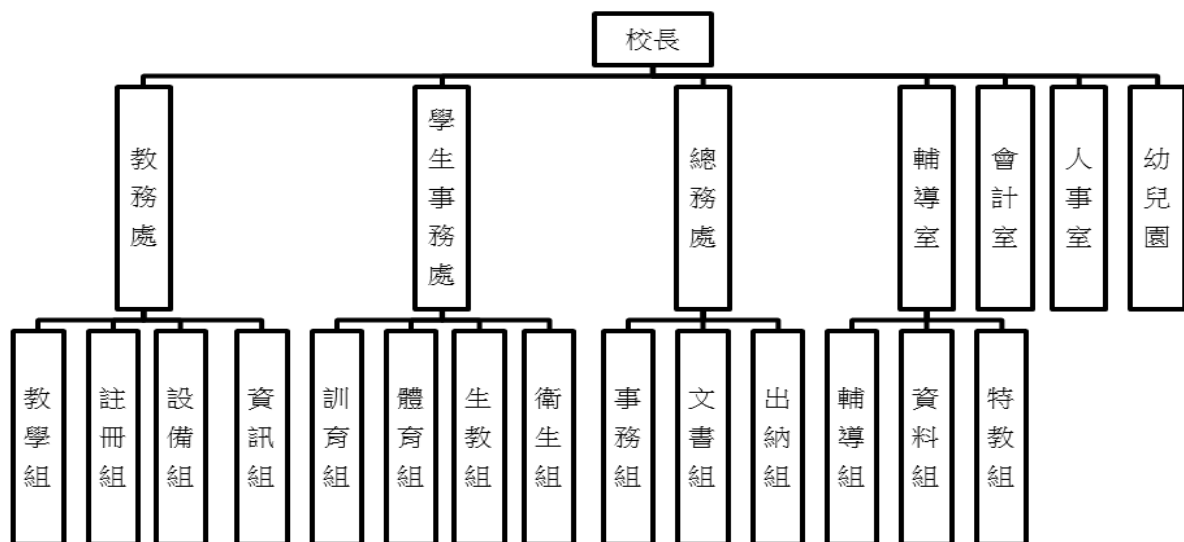 校長
教務處
學生事務處
總務處
輔導室
會計室
人事室
幼兒園
教學組
註冊組
設備組
資訊組
訓育組
體育組
生教組
衛生組
事務組
文書組
出納組
輔導組
資料組
特教組